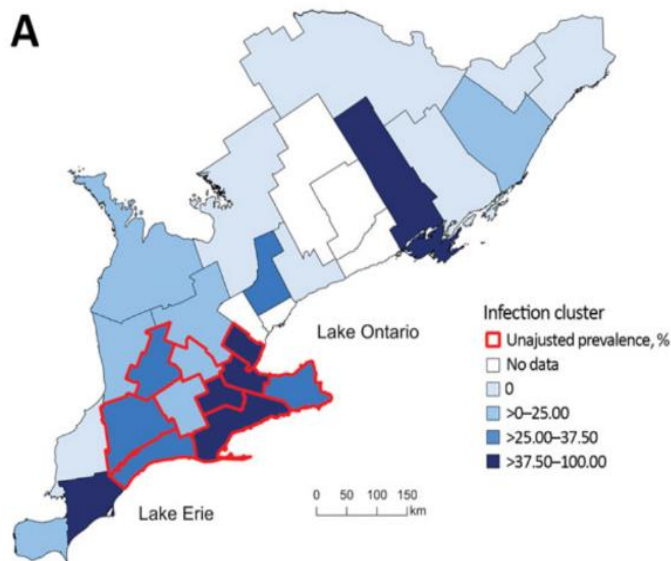 A
Lake Ontario
Lake Erie
Infection cluster
Unajusted prevalence, %
No data
0
>0–25.00
>25.00–37.50
>37.50–100.00
0 50 100 150
km